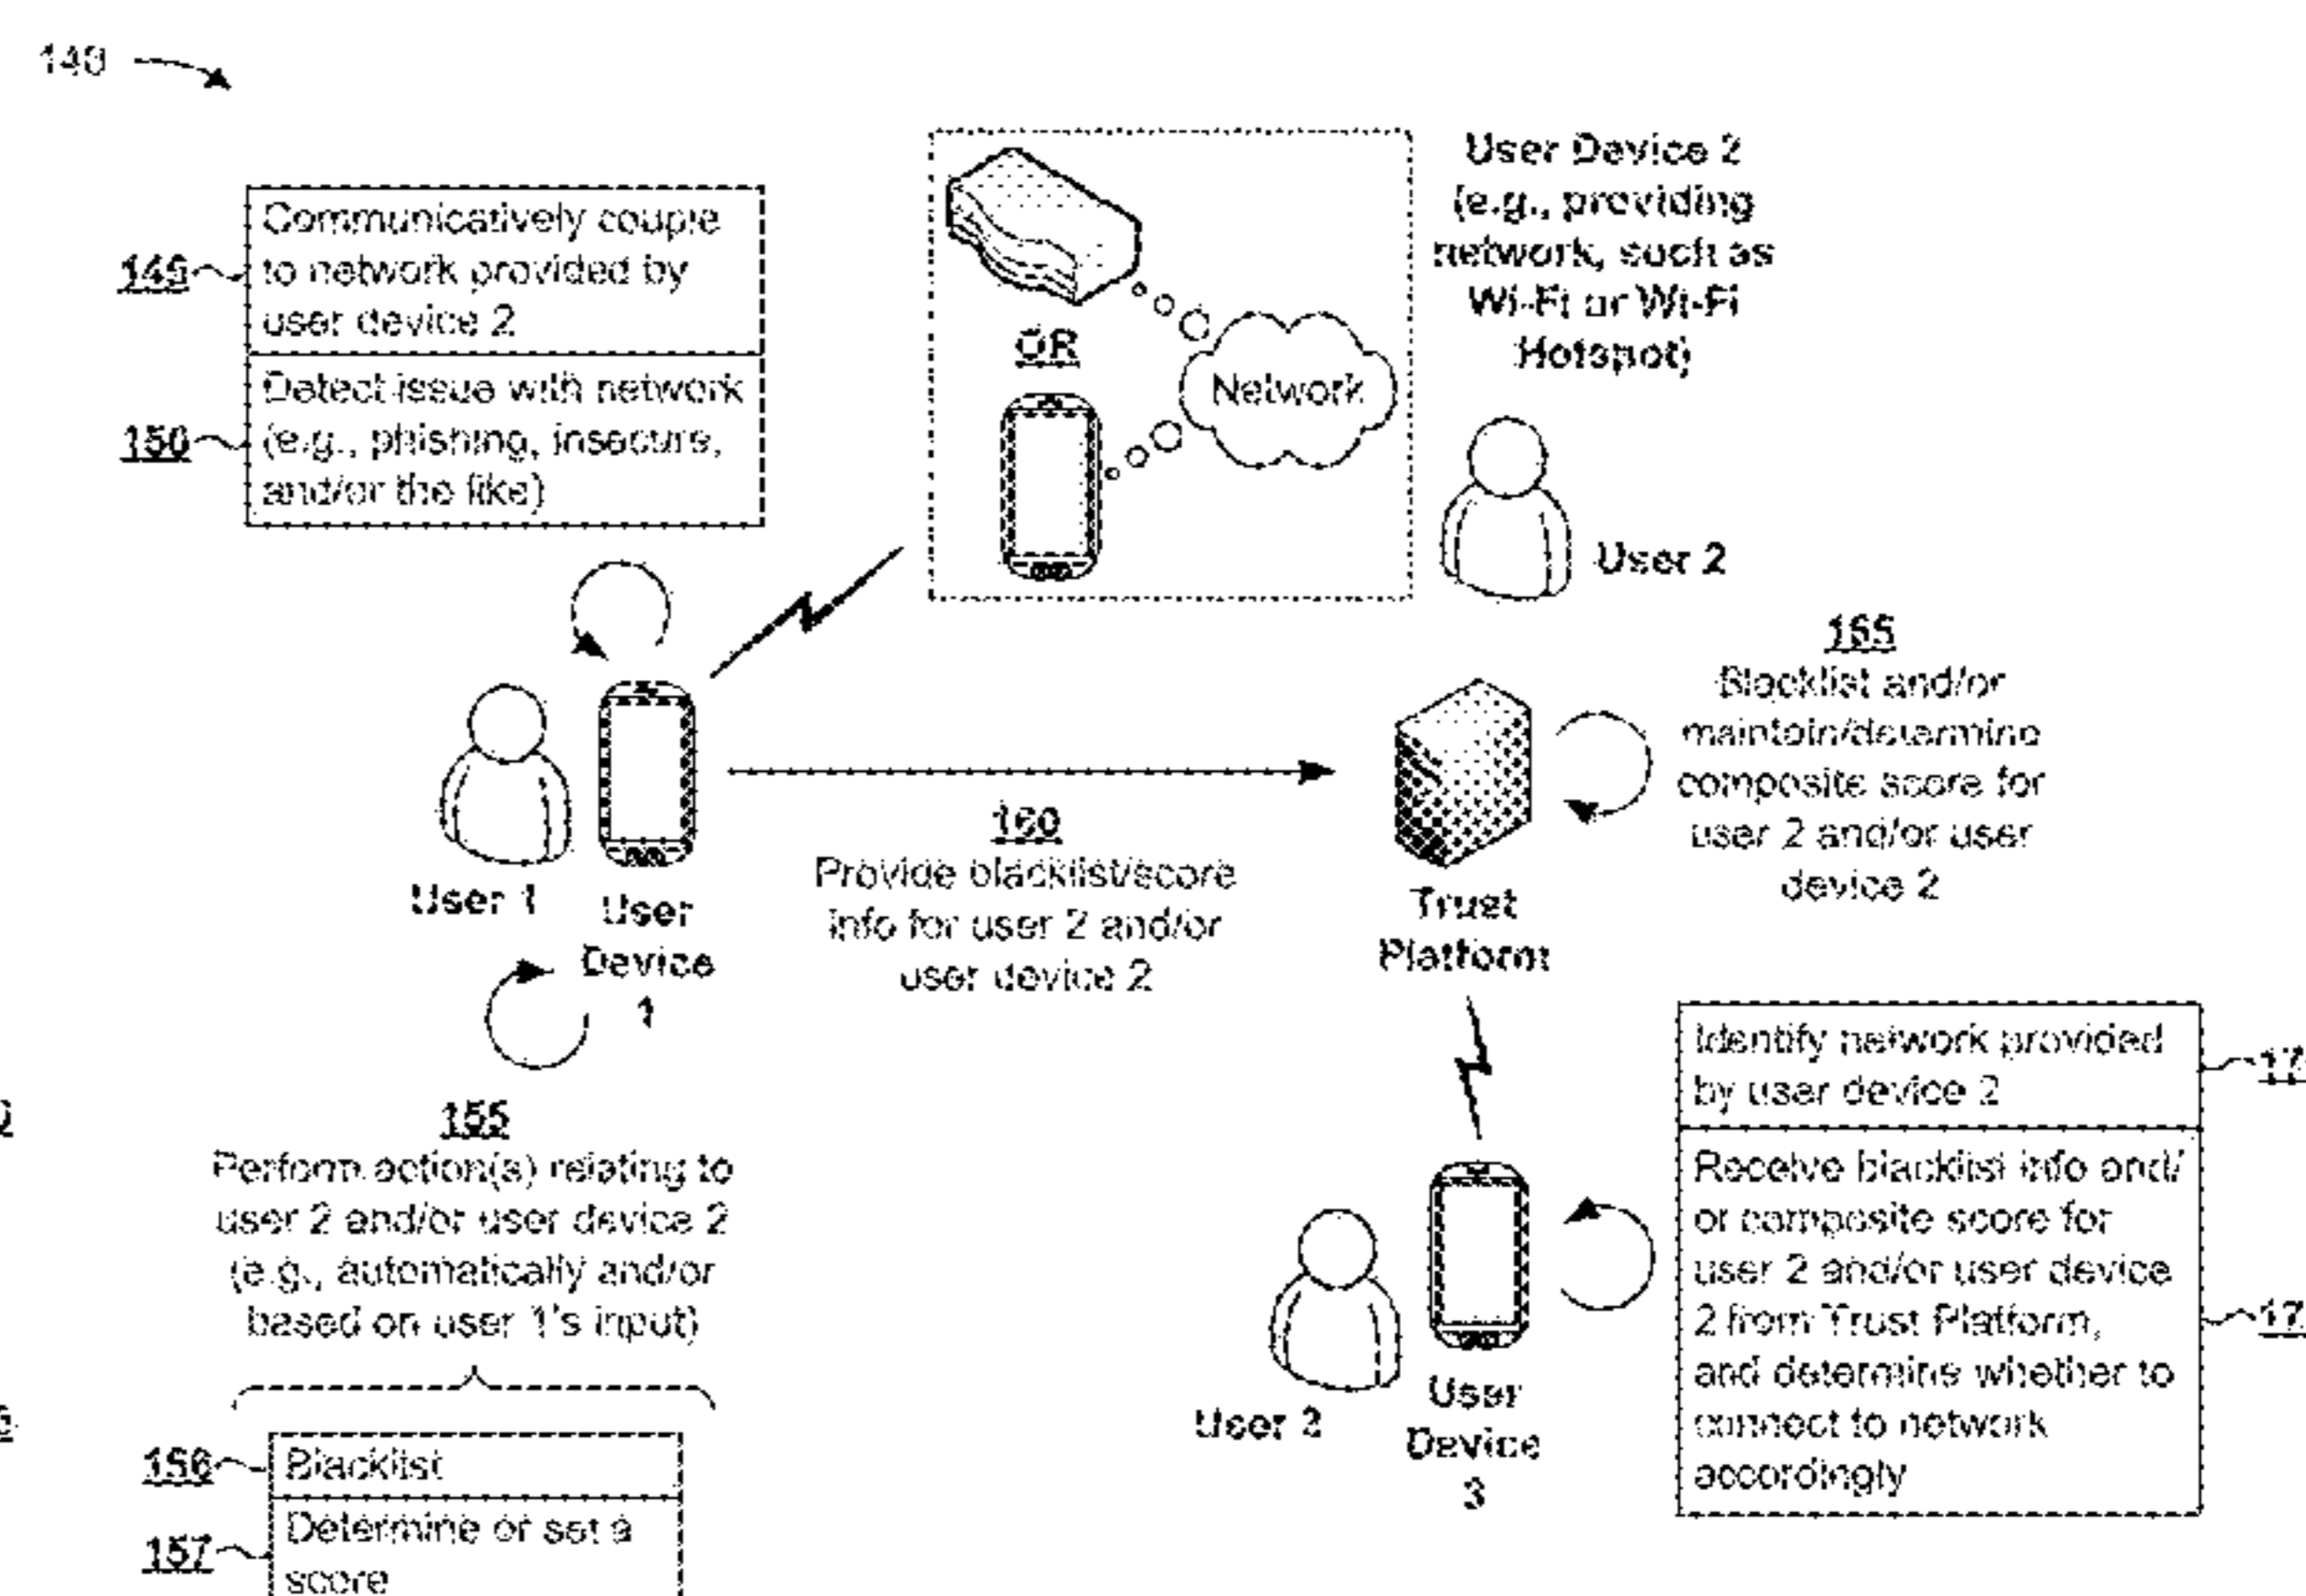 140
User Device 2
(e.g., providing
network, such as
Wi-Fi or Wi-Fi
Hotspot)
145
Communicatively couple
to network provided by
user device 2
150
Detect issue with network
(e.g., phishing, insecure,
and/or the like)
OR
Network
User 2
165
Blacklist and/or
maintain/determine
composite score for
user 2 and/or user
device 2
User 1
User
Device
1
160
Provide blacklist/score
info for user 2 and/or
user device 2
Trust
Platform
155
Perform action(s) relating to
user 2 and/or user device 2
(e.g., automatically and/or
based on user 1's input)
156
Blacklist
157
Determine or set a
score
User
User
Device
3
Identify network provided
by user device 2
17
Receive blacklist info and/
or composite score for
user 2 and/or user device
2 from Trust Platform,
and determine whether to
connect to network
accordingly
17